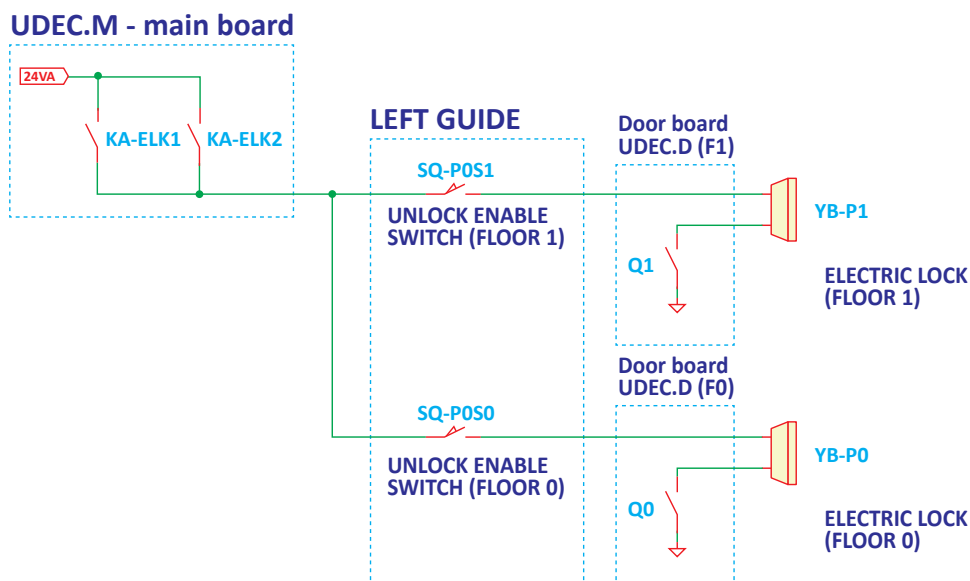 UDEC.M - main board
24VA
KA-ELK1
KA-ELK2
LEFT GUIDE
SQ-P0S1
UNLOCK ENABLE
SWITCH (FLOOR 1)
Door board
UDEC.D (F1)
Q1
YB-P1
ELECTRIC LOCK
(FLOOR 1)
SQ-P0S0
UNLOCK ENABLE
SWITCH (FLOOR 0)
Door board
UDEC.D (F0)
Q0
YB-P0
ELECTRIC LOCK
(FLOOR 0)